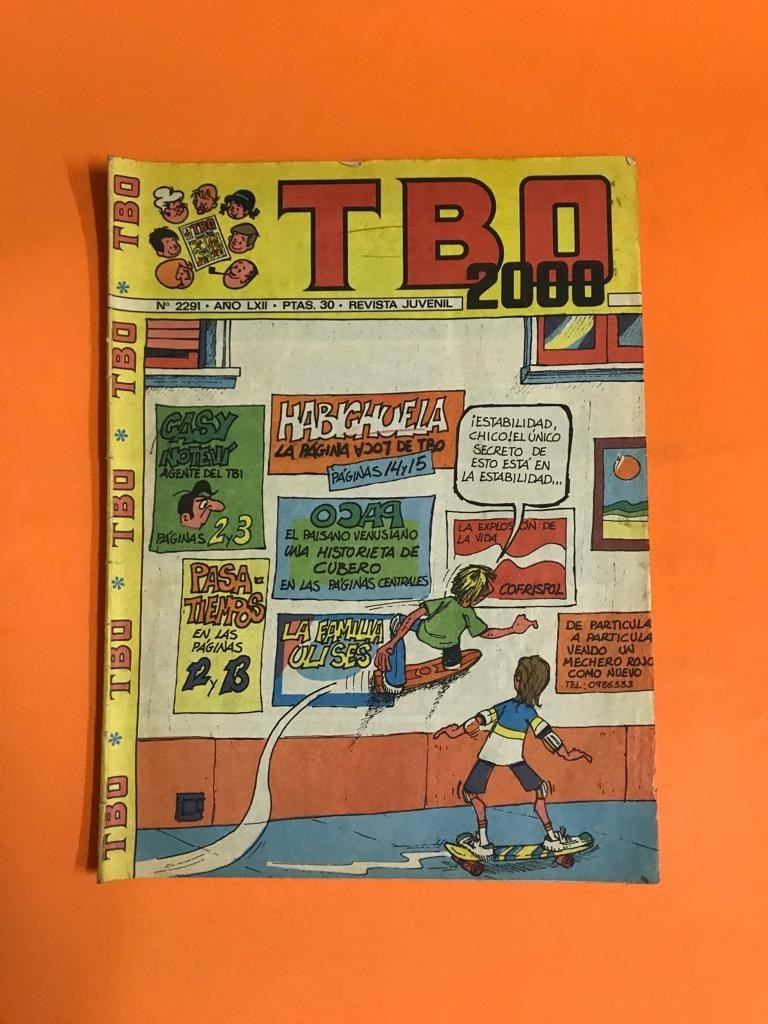 TBO
2000
Nº 2291 · AÑO LXII · PTAS. 30 · REVISTA JUVENIL
TBO * TBO * TBO * TBO * TBO
TBO
GASY
NOTENÍ
AGENTE DEL TBI
PÁGINAS 2 y 3
HABICHUELA
LA PÁGINA LOCA DE TBO
PÁGINAS 14 y 15
¡ESTABILIDAD,
CHICO! EL ÚNICO
SECRETO DE
ESTO ESTÁ EN
LA ESTABILIDAD...
PACO
EL PAISANO VENUSIANO
UNA HISTORIETA DE
CUBERO
EN LAS PÁGINAS CENTRALES
LA EXPLOSIÓN DE
LA VIDA
COFRISPOL
PASA-
TIEMPOS
EN LAS
PÁGINAS
12 y 13
LA FAMILIA
ULISES
DE PARTICULA
A PARTICULA
VENDO UN
MECHERO ROJO
COMO NUEVO
TEL: 0986333